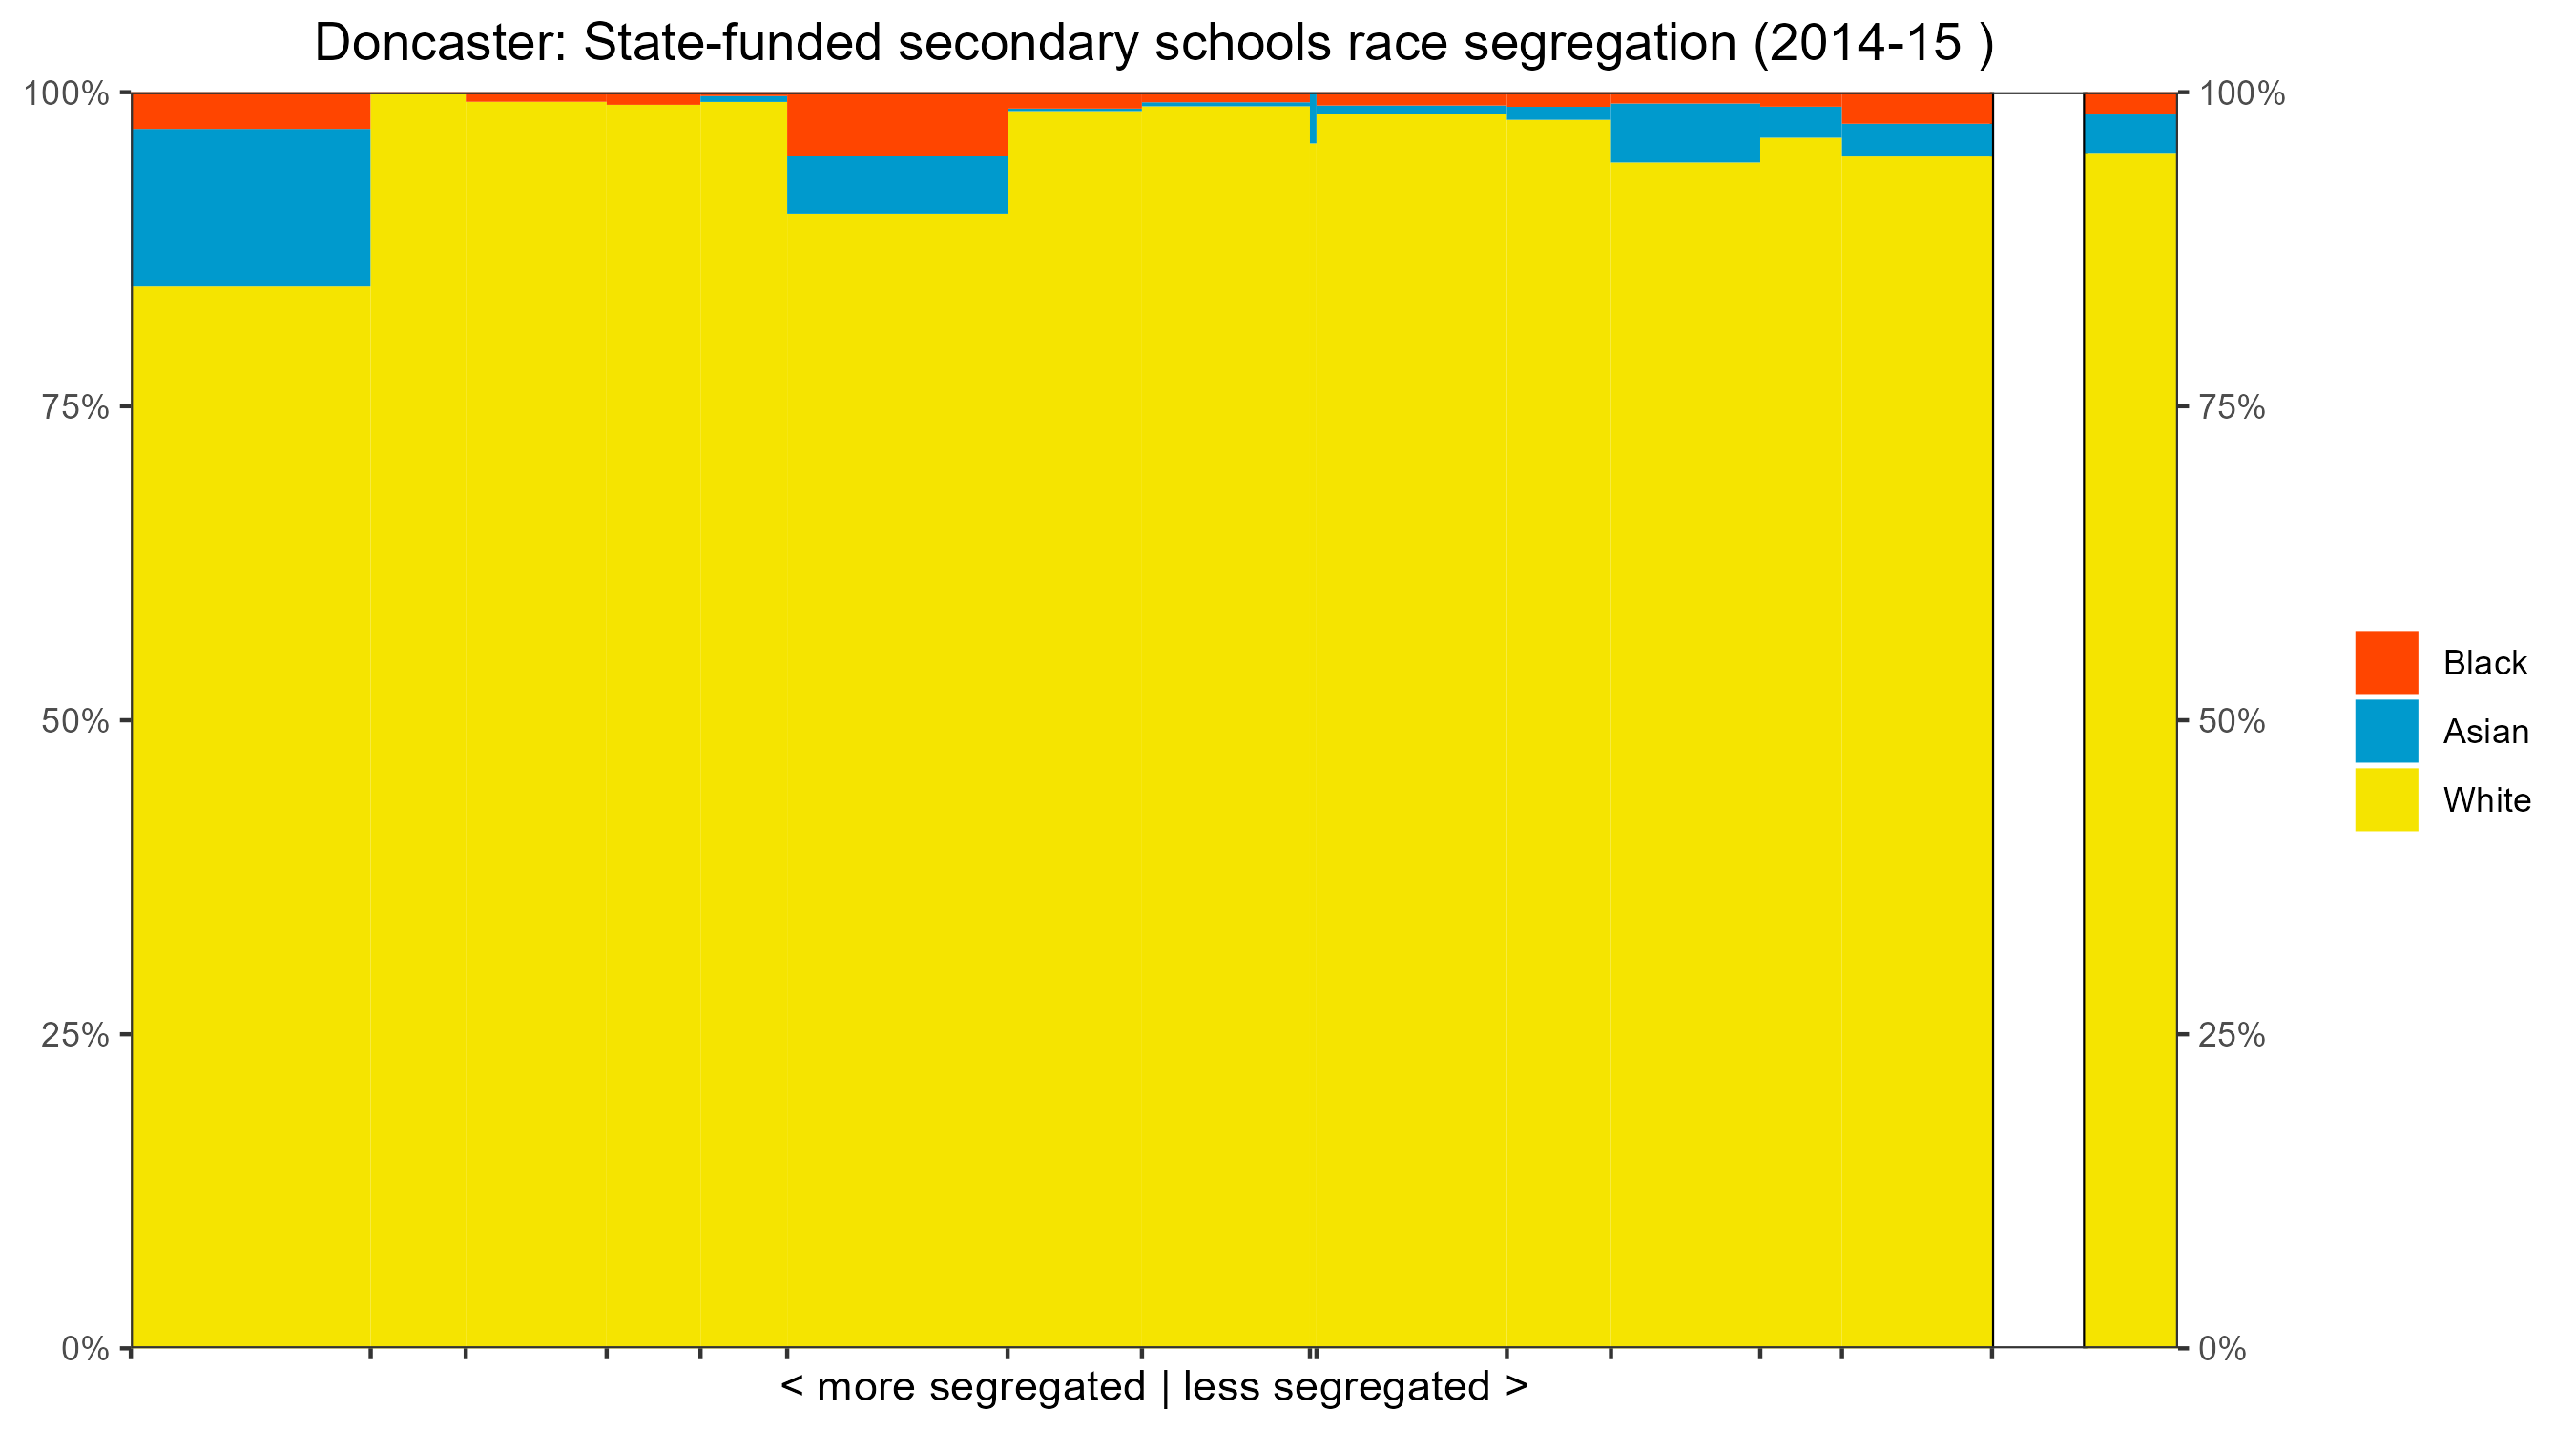 Doncaster: State-funded secondary schools race segregation (2014-15 )
100%
75%
50%
25%
0%
100%
75%
50%
25%
0%
Black
Asian
White
< more segregated | less segregated >